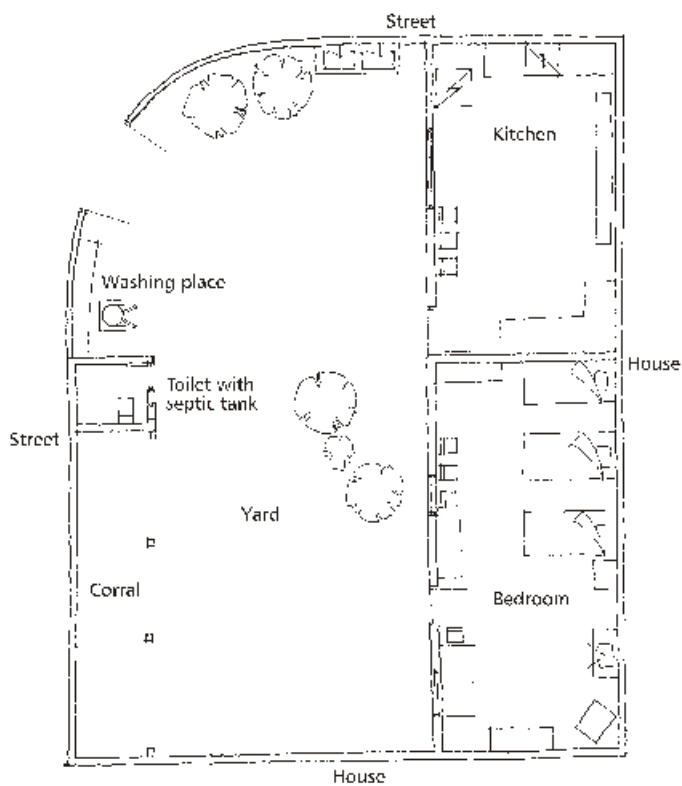 Street
Kitchen
Washing place
House
Toilet with
septic tank
Street
Yard
Corral
Bedroom
House